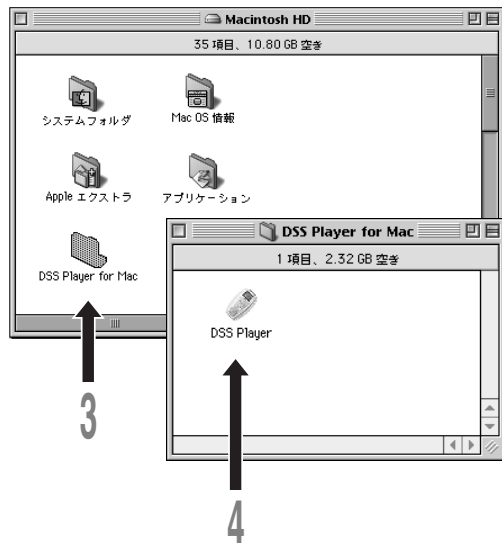 Macintosh HD
35 項目、10.80 GB 空き
システムフォルダ
Mac OS 情報
Apple エクストラ
アプリケーション
DSS Player for Mac
DSS Player for Mac
1 項目、2.32 GB 空き
DSS Player
3
4